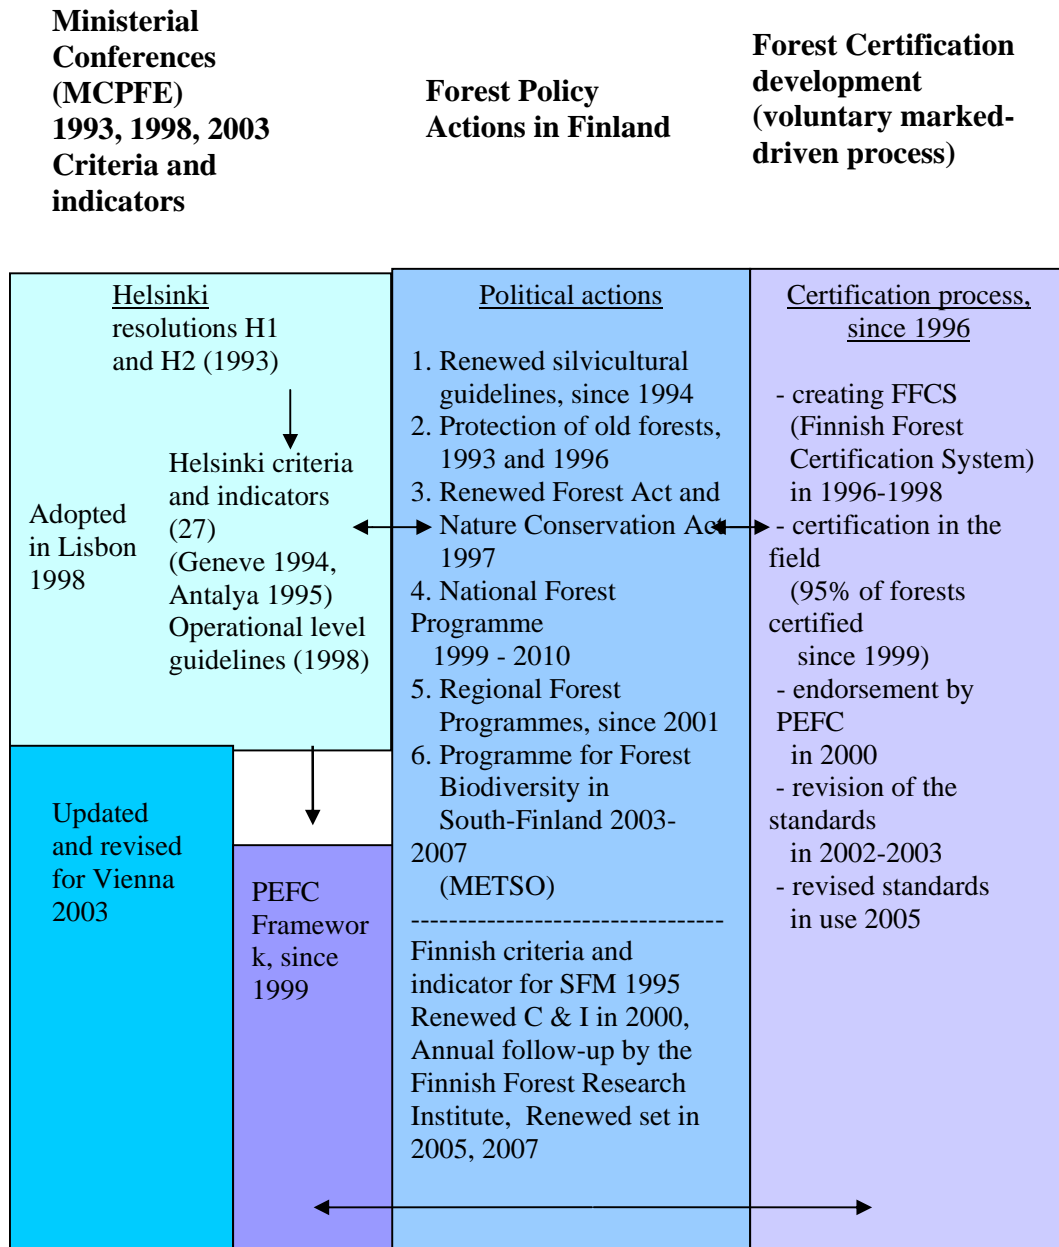 Ministerial
Conferences
(MCPFE)
1993, 1998, 2003
Criteria and
indicators
Forest Policy
Actions in Finland
Forest Certification
development
(voluntary marked-
driven process)
Helsinki
resolutions H1
and H2 (1993)
Helsinki criteria
and indicators
(27)
(Geneve 1994,
Antalya 1995)
Operational level
guidelines (1998)
Adopted
in Lisbon
1998
Updated
and revised
for Vienna
2003
PEFC
Framewor
k, since
1999
Political actions
1. Renewed silvicultural
guidelines, since 1994
2. Protection of old forests,
1993 and 1996
3. Renewed Forest Act and
Nature Conservation Act
1997
4. National Forest
Programme
1999 - 2010
5. Regional Forest
Programmes, since 2001
6. Programme for Forest
Biodiversity in
South-Finland 2003-
2007
(METSO)
---------------------------------
Finnish criteria and
indicator for SFM 1995
Renewed C & I in 2000,
Annual follow-up by the
Finnish Forest Research
Institute, Renewed set in
2005, 2007
Certification process,
since 1996
- creating FFCS
(Finnish Forest
Certification System)
in 1996-1998
- certification in the
field
(95% of forests
certified
since 1999)
- endorsement by
PEFC
in 2000
- revision of the
standards
in 2002-2003
- revised standards
in use 2005